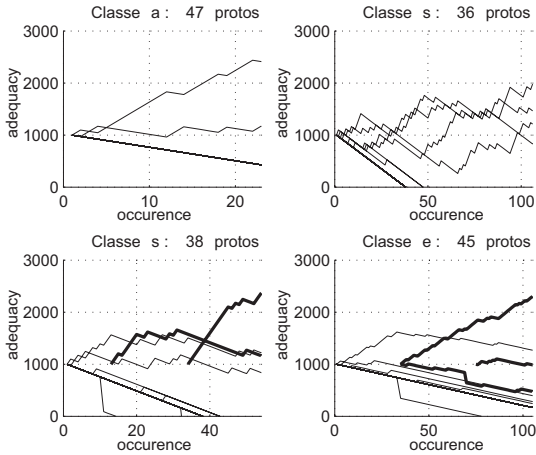 Classe a : 47 protos
3000
2000
1000
0
adequacy
0 10 20
occurence
Classe s : 36 protos
3000
2000
1000
0
adequacy
0 50 100
occurence
Classe s : 38 protos
3000
2000
1000
0
adequacy
0 20 40
occurence
Classe e : 45 protos
3000
2000
1000
0
adequacy
0 50 100
occurence